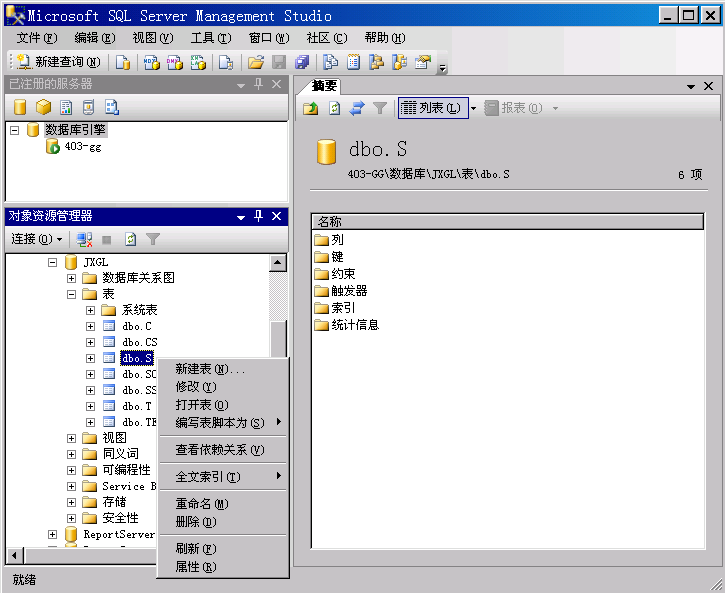 Microsoft SQL Server Management Studio
文件(F) 编辑(E) 视图(V) 工具(T) 窗口(W) 社区(C) 帮助(H)
新建查询(N)
已注册的服务器
数据库引擎
403-gg
对象资源管理器
连接(O)
JXGL
数据库关系图
表
系统表
dbo.C
dbo.CS
dbo.S
dbo.SC
dbo.SS
dbo.T
dbo.TE
视图
同义词
可编程性
Service B
存储
安全性
ReportServer
新建表(N)...
修改(Y)
打开表(O)
编写表脚本为(S)
查看依赖关系(V)
全文索引(T)
重命名(M)
删除(D)
刷新(F)
属性(R)
摘要
列表(L) 报表(O)
dbo.S
403-GG\数据库\JXGL\表\dbo.S 6 项
名称
列
键
约束
触发器
索引
统计信息
就绪